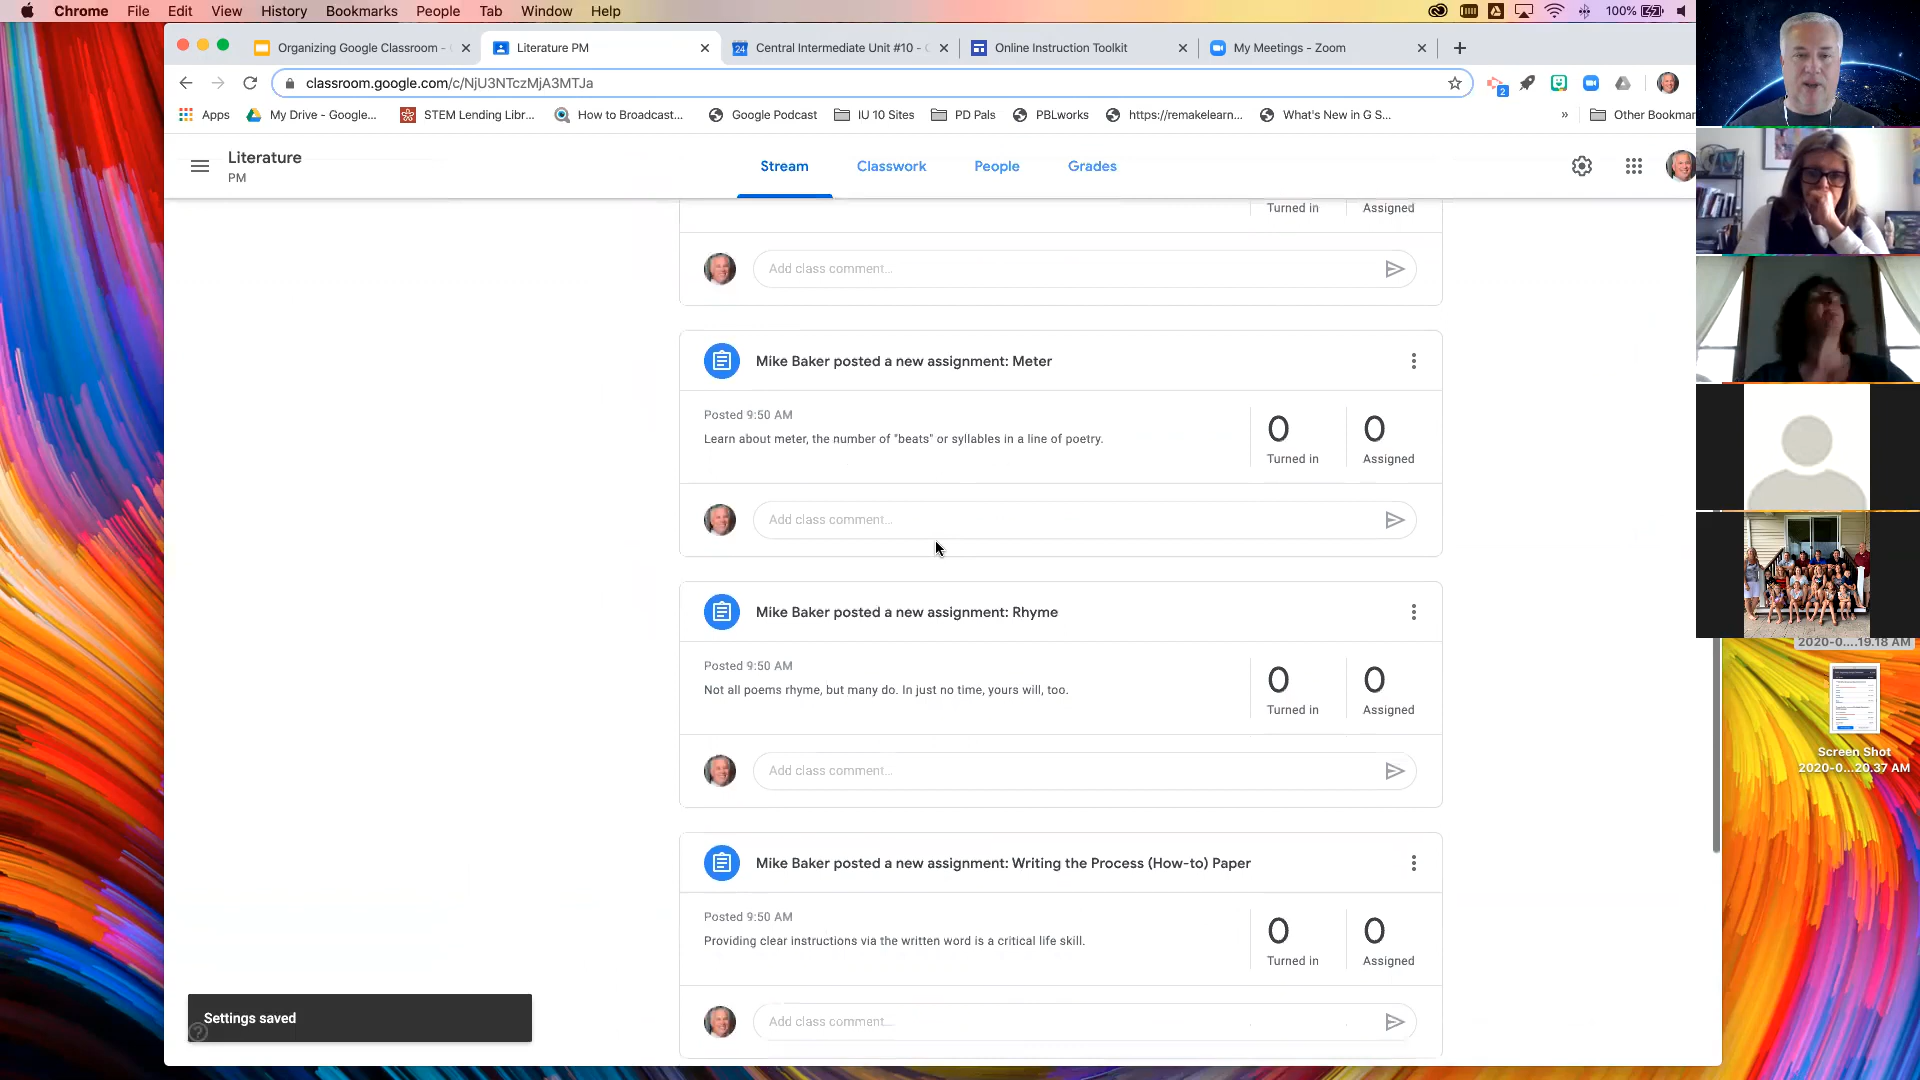 Chrome File Edit View History Bookmarks People Tab Window Help 100%
Organizing Google Classroom -
Literature PM
24 Central Intermediate Unit #10 -
Online Instruction Toolkit
My Meetings - Zoom
classroom.google.com/c/NjU3NTczMjA3MTJa
2
Apps
My Drive - Google...
STEM Lending Libr...
How to Broadcast...
Google Podcast
IU 10 Sites
PD Pals
PBLworks
https://remakelearn...
What's New in G S...
» Other Bookmar
Literature
PM
Stream Classwork People Grades
Turned in Assigned
Add class comment...
Mike Baker posted a new assignment: Meter
Posted 9:50 AM
Learn about meter, the number of "beats" or syllables in a line of poetry.
0 0
Turned in Assigned
Add class comment...
Mike Baker posted a new assignment: Rhyme
Posted 9:50 AM
Not all poems rhyme, but many do. In just no time, yours will, too.
0 0
Turned in Assigned
Add class comment...
Mike Baker posted a new assignment: Writing the Process (How-to) Paper
Posted 9:50 AM
Providing clear instructions via the written word is a critical life skill.
0 0
Turned in Assigned
Add class comment...
Settings saved
2020-0....19.18 AM
Screen Shot
2020-0...20.37 AM